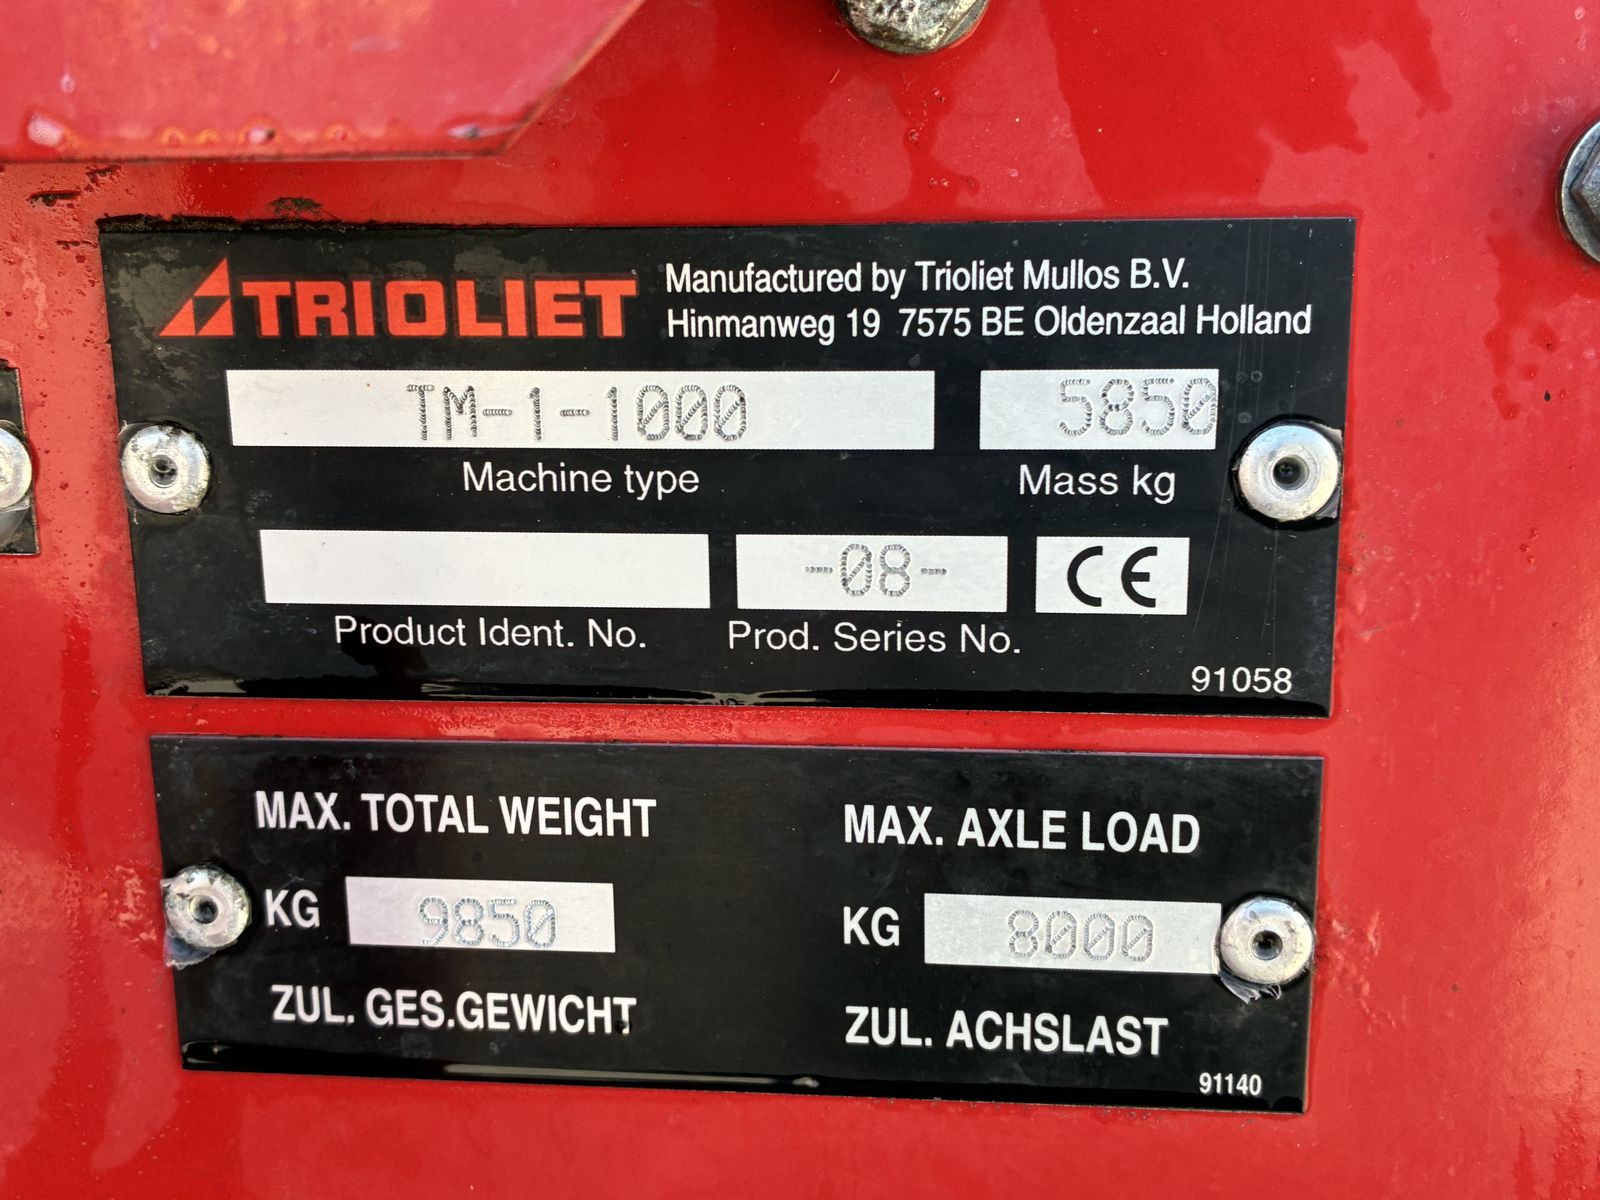 TRIOLIET
Manufactured by Trioliet Mullos B.V.
Hinmanweg 19 7575 BE Oldenzaal Holland
TM-1-1000 5850
Machine type Mass kg
-08- CE
Product Ident. No. Prod. Series No.
91058
MAX. TOTAL WEIGHT MAX. AXLE LOAD
KG 9850 KG 8000
ZUL. GES.GEWICHT ZUL. ACHSLAST
91140